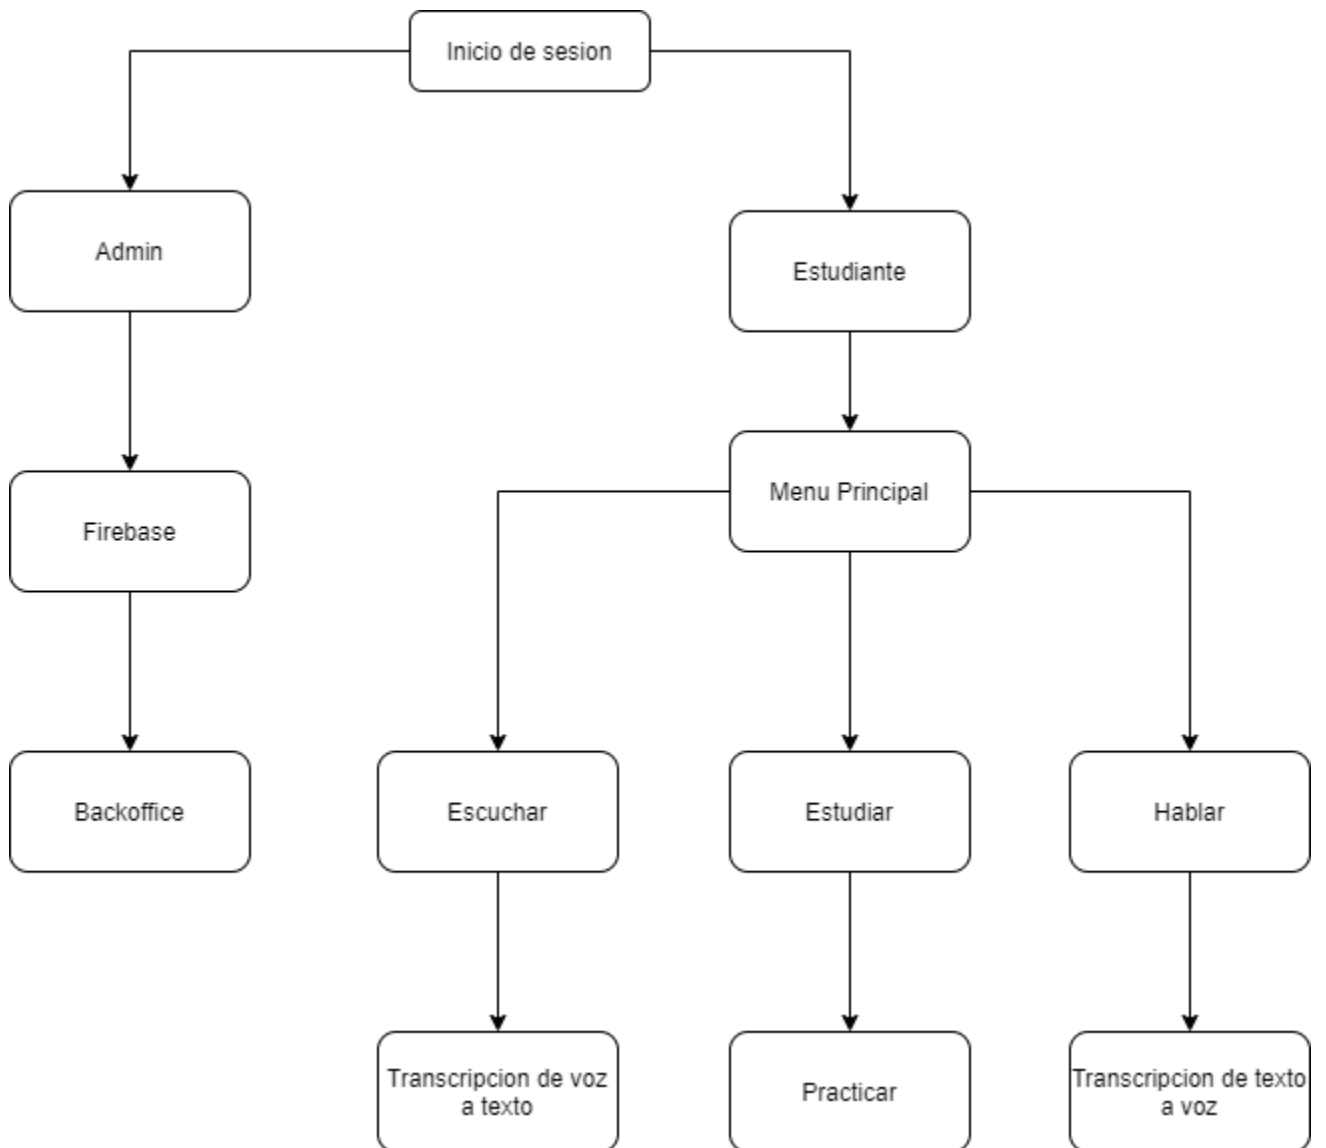 Inicio de sesion
Admin
Estudiante
Menu Principal
Firebase
Backoffice
Escuchar
Estudiar
Hablar
Transcripcion de voz
a texto
Practicar
Transcripcion de texto
a voz